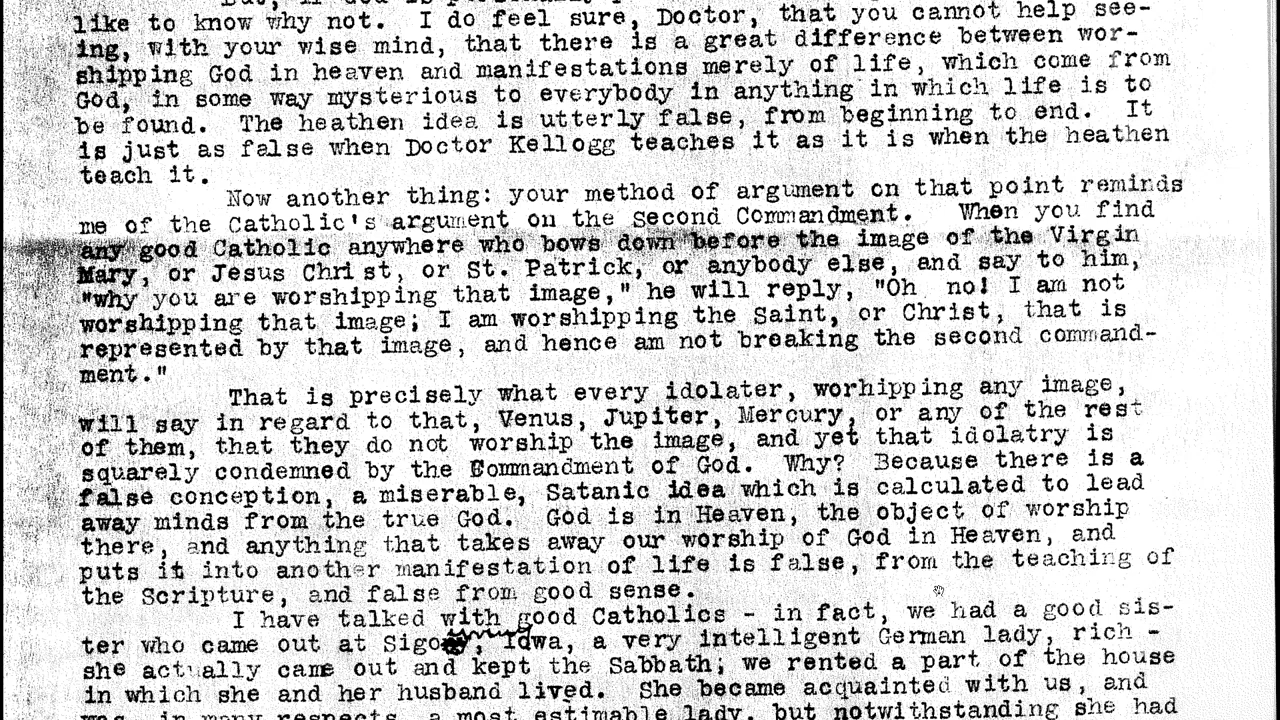 like to know why not.  I do feel sure, Doctor, that you cannot help see-
ing, with your wise mind, that there is a great difference between wor-
shipping God in heaven and manifestations merely of life, which come from
God, in some way mysterious to everybody in anything in which life is to
be found.  The heathen idea is utterly false, from beginning to end.  It
is just as false when Doctor Kellogg teaches it as it is when the heathen
teach it.
Now another thing: your method of argument on that point reminds
me of the Catholic's argument on the Second Commandment.  When you find
any good Catholic anywhere who bows down before the image of the Virgin
Mary, or Jesus Christ, or St. Patrick, or anybody else, and say to him,
"why you are worshipping that image," he will reply, "Oh  no! I am not
worshipping that image; I am worshipping the Saint, or Christ, that is
represented by that image, and hence am not breaking the second command-
ment."
That is precisely what every idolater, worhipping any image,
will say in regard to that, Venus, Jupiter, Mercury, or any of the rest
of them, that they do not worship the image, and yet that idolatry is
squarely condemned by the Commandment of God.  Why?  Because there is a
false conception, a miserable, Satanic idea which is calculated to lead
away minds from the true God.  God is in Heaven, the object of worship
there, and anything that takes away our worship of God in Heaven, and
puts it into another manifestation of life is false, from the teaching of
the Scripture, and false from good sense.
I have talked with good Catholics - in fact, we had a good sis-
ter who came out at Iowa, a very intelligent German lady, rich -
she actually came out and kept the Sabbath; we rented a part of the house
in which she and her husband lived.  She became acquainted with us, and
was, in many respects, a most estimable lady, but notwithstanding she had